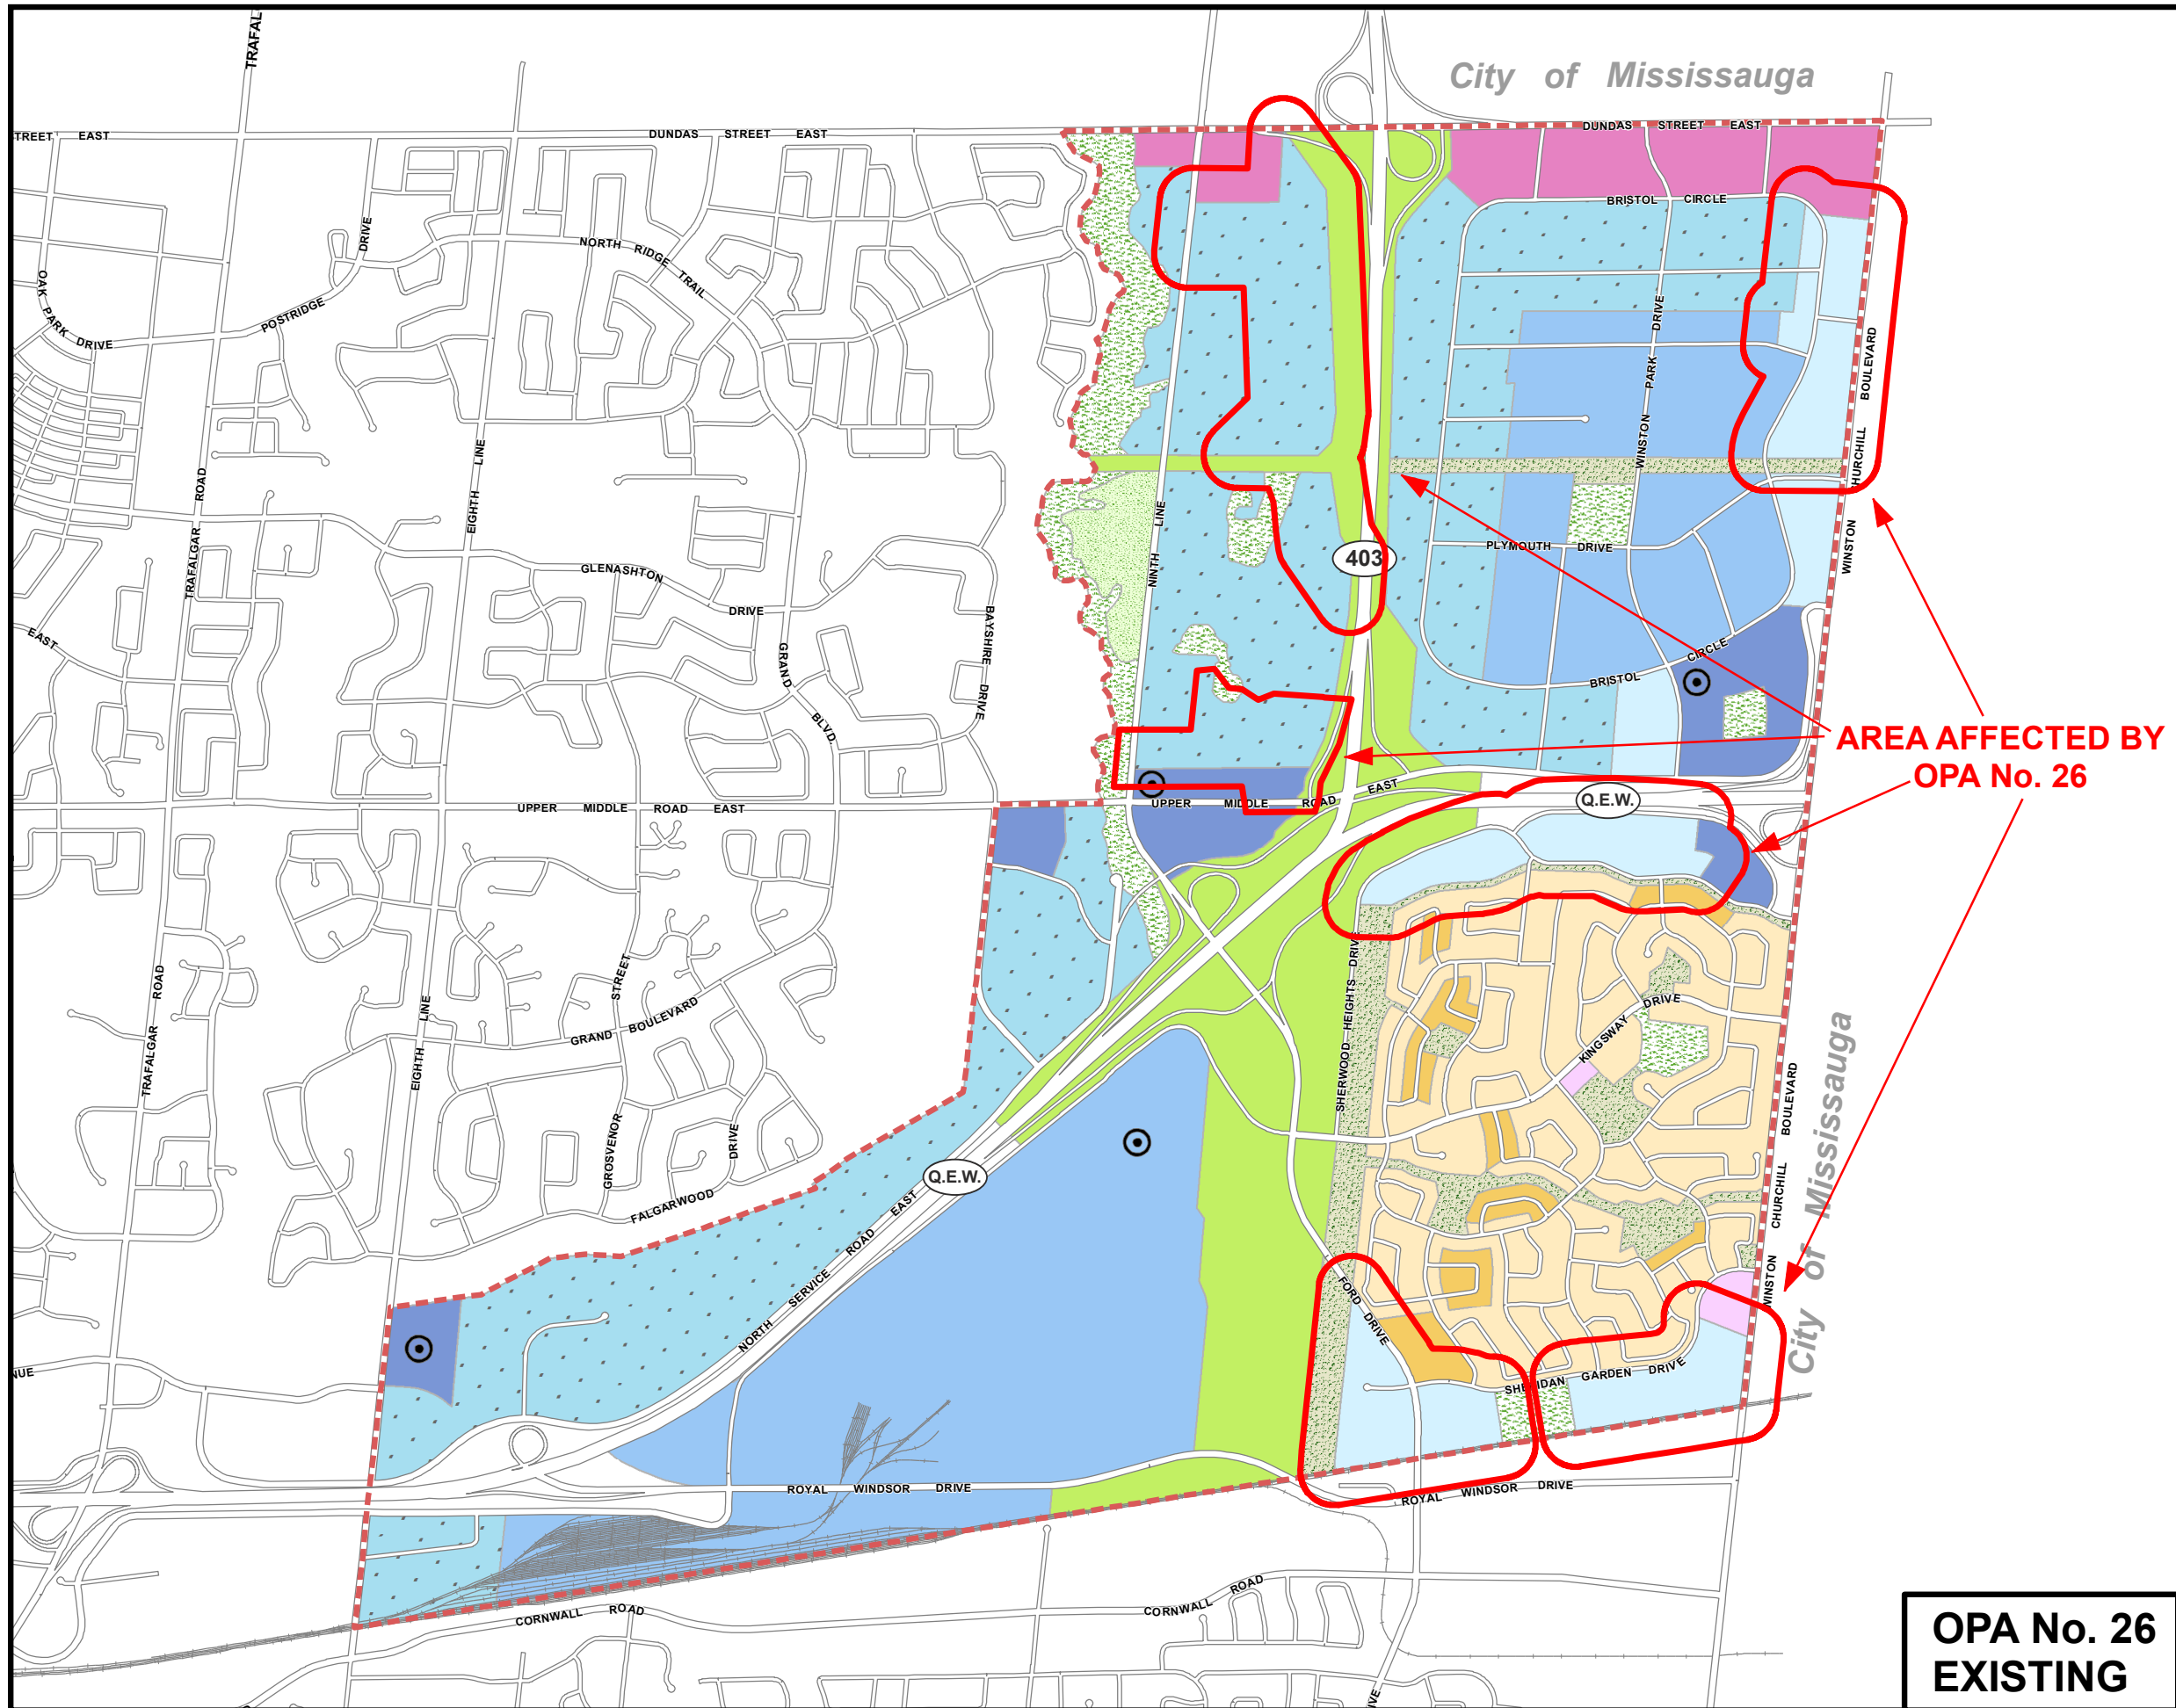 TRAFAL
City of Mississauga
TREET EAST
DUNDAS STREET EAST
DUNDAS STREET EAST
BRISTOL CIRCLE
NORTH RIDGE TRAIL
DRIVE
POSTRIDGE
OAK PARK DRIVE
WINSTON PARK DRIVE
BOULEVARD
CHURCHILL
WINSTON
TRAFALGAR ROAD
EIGHTH LINE
NINTH LINE
403
PLYMOUTH DRIVE
GLENASHTON DRIVE
GRAND BLVD.
BAYSHIRE DRIVE
EAST
BRISTOL CIRCLE
AREA AFFECTED BY
OPA No. 26
UPPER MIDDLE ROAD EAST
UPPER MIDDLE ROAD EAST
Q.E.W.
SHERWOOD HEIGHTS DRIVE
KINGSWAY DRIVE
STREET
GROSVENOR
GRAND BOULEVARD
TRAFALGAR ROAD
EIGHTH LINE
DRIVE
FALGARWOOD
Q.E.W.
NORTH SERVICE ROAD EAST
BOULEVARD
CHURCHILL
WINSTON
City of Mississauga
FORD DRIVE
SHERIDAN GARDEN DRIVE
NUE
ROYAL WINDSOR DRIVE
ROYAL WINDSOR DRIVE
CORNWALL ROAD
CORNWALL ROAD
IVE
OPA No. 26
EXISTING